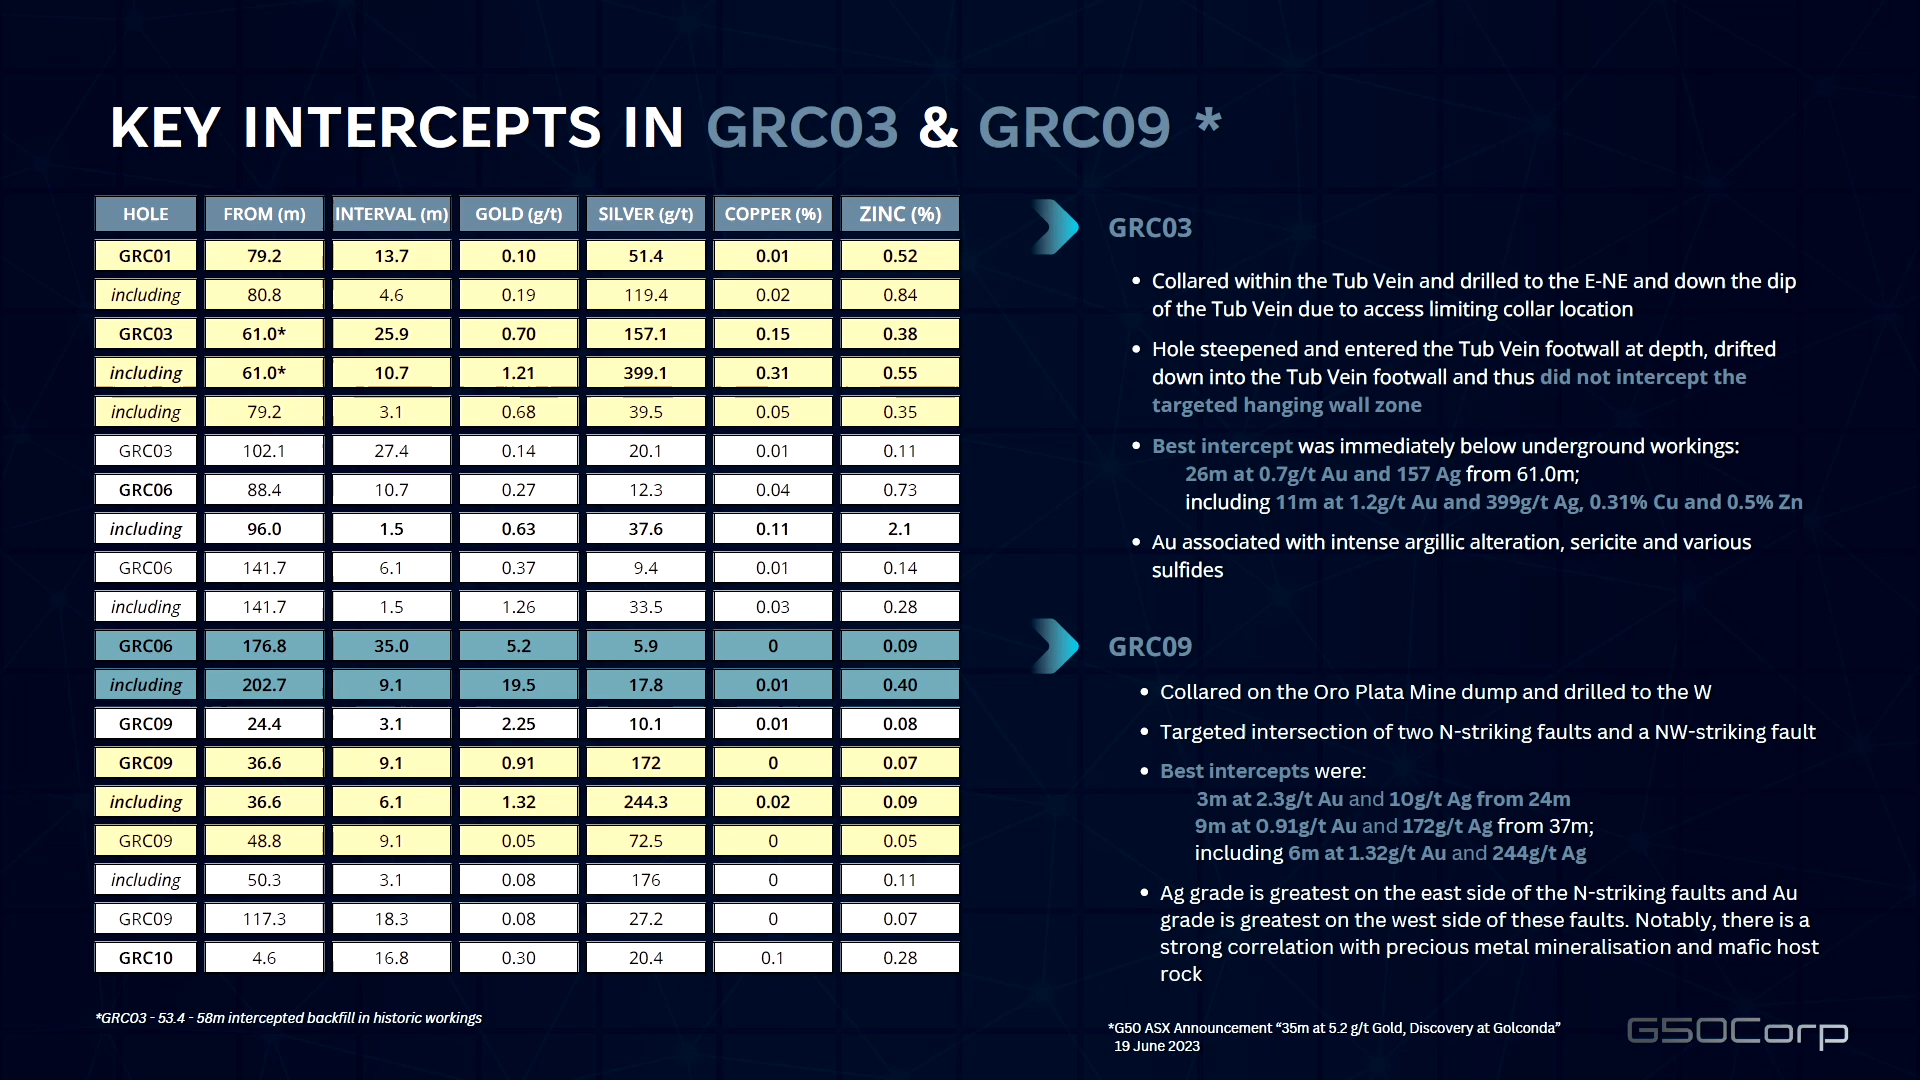 KEY INTERCEPTS IN GRC03 & GRC09 *
HOLE FROM (m) INTERVAL (m) GOLD (g/t) SILVER (g/t) COPPER (%) ZINC (%)
GRC01 79.2 13.7 0.10 51.4 0.01 0.52
including 80.8 4.6 0.19 119.4 0.02 0.84
GRC03 61.0* 25.9 0.70 157.1 0.15 0.38
including 61.0* 10.7 1.21 399.1 0.31 0.55
including 79.2 3.1 0.68 39.5 0.05 0.35
GRC03 102.1 27.4 0.14 20.1 0.01 0.11
GRC06 88.4 10.7 0.27 12.3 0.04 0.73
including 96.0 1.5 0.63 37.6 0.11 2.1
GRC06 141.7 6.1 0.37 9.4 0.01 0.14
including 141.7 1.5 1.26 33.5 0.03 0.28
GRC06 176.8 35.0 5.2 5.9 0 0.09
including 202.7 9.1 19.5 17.8 0.01 0.40
GRC09 24.4 3.1 2.25 10.1 0.01 0.08
GRC09 36.6 9.1 0.91 172 0 0.07
including 36.6 6.1 1.32 244.3 0.02 0.09
GRC09 48.8 9.1 0.05 72.5 0 0.05
including 50.3 3.1 0.08 176 0 0.11
GRC09 117.3 18.3 0.08 27.2 0 0.07
GRC10 4.6 16.8 0.30 20.4 0.1 0.28
*GRC03 - 53.4 - 58m intercepted backfill in historic workings
GRC03
• Collared within the Tub Vein and drilled to the E-NE and down the dip
of the Tub Vein due to access limiting collar location
• Hole steepened and entered the Tub Vein footwall at depth, drifted
down into the Tub Vein footwall and thus did not intercept the
targeted hanging wall zone
• Best intercept was immediately below underground workings:
26m at 0.7g/t Au and 157 Ag from 61.0m;
including 11m at 1.2g/t Au and 399g/t Ag, 0.31% Cu and 0.5% Zn
• Au associated with intense argillic alteration, sericite and various
sulfides
GRC09
• Collared on the Oro Plata Mine dump and drilled to the W
• Targeted intersection of two N-striking faults and a NW-striking fault
• Best intercepts were:
3m at 2.3g/t Au and 10g/t Ag from 24m
9m at 0.91g/t Au and 172g/t Ag from 37m;
including 6m at 1.32g/t Au and 244g/t Ag
• Ag grade is greatest on the east side of the N-striking faults and Au
grade is greatest on the west side of these faults. Notably, there is a
strong correlation with precious metal mineralisation and mafic host
rock
*G50 ASX Announcement “35m at 5.2 g/t Gold, Discovery at Golconda”
19 June 2023
G50Corp